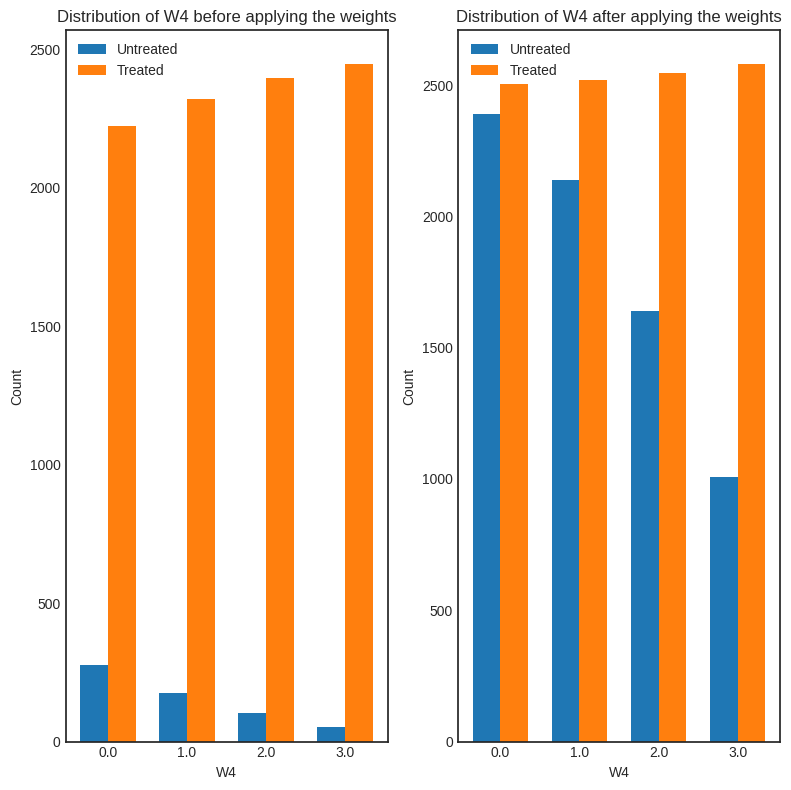 Distribution of W4 before applying the weights
Untreated
Treated
2500
2000
1500
1000
500
0
Count
0.0 1.0 2.0 3.0
W4
Distribution of W4 after applying the weights
Untreated
Treated
2500
2000
1500
1000
500
0
Count
0.0 1.0 2.0 3.0
W4